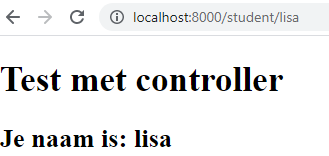 localhost:8000/student/lisa
Test met controller
Je naam is: lisa